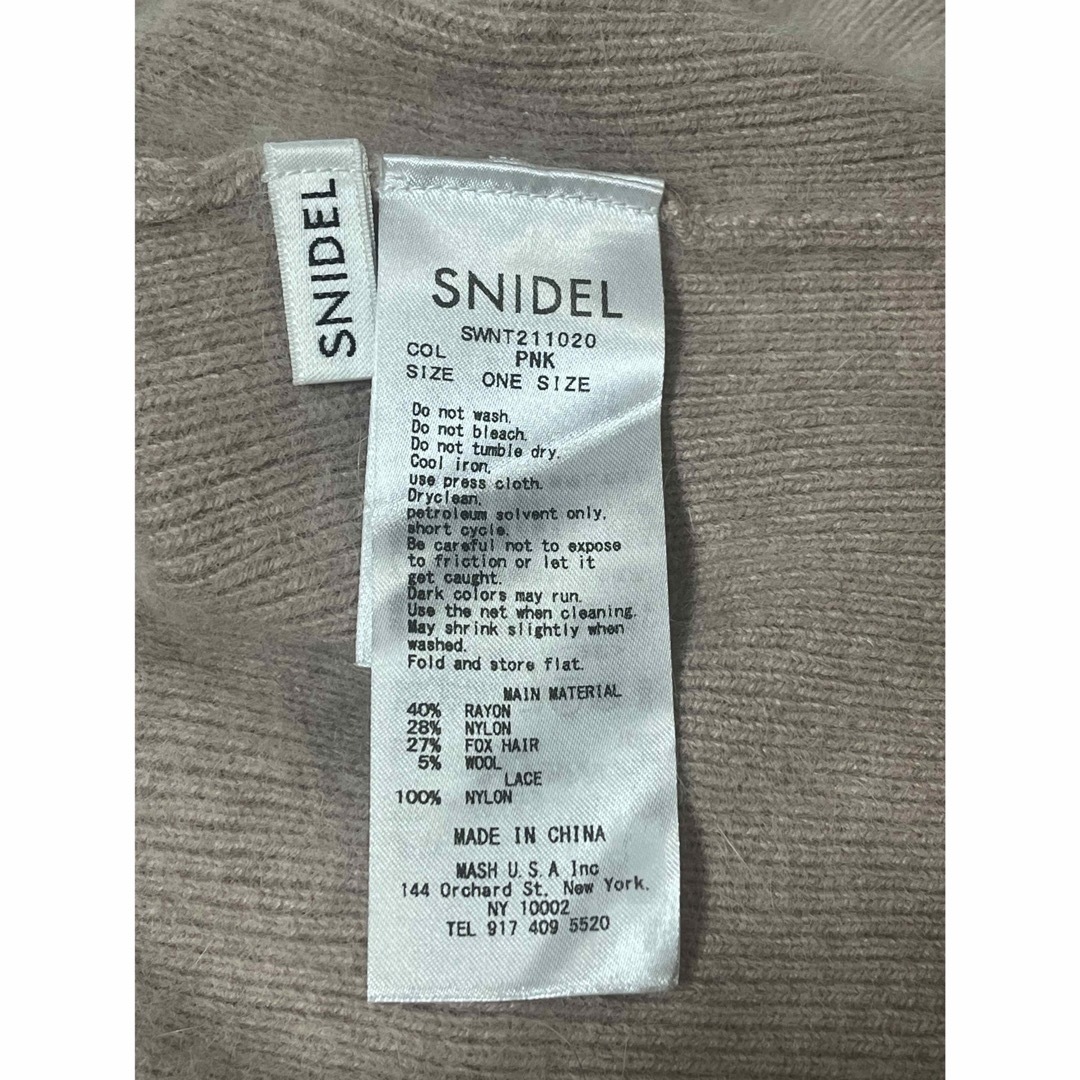 SNIDEL
SNIDEL
SWNT211020
COL PNK
SIZE ONE SIZE
Do not wash.
Do not bleach.
Do not tumble dry.
Cool iron.
use press cloth.
Dryclean.
petroleum solvent only.
short cycle.
Be careful not to expose
to friction or let it
get caught.
Dark colors may run.
Use the net when cleaning.
May shrink slightly when
washed.
Fold and store flat.
MAIN MATERIAL
40% RAYON
28% NYLON
27% FOX HAIR
5% WOOL
LACE
100% NYLON
MADE IN CHINA
MASH U.S.A Inc
144 Orchard St. New York.
NY 10002
TEL 917 409 5520